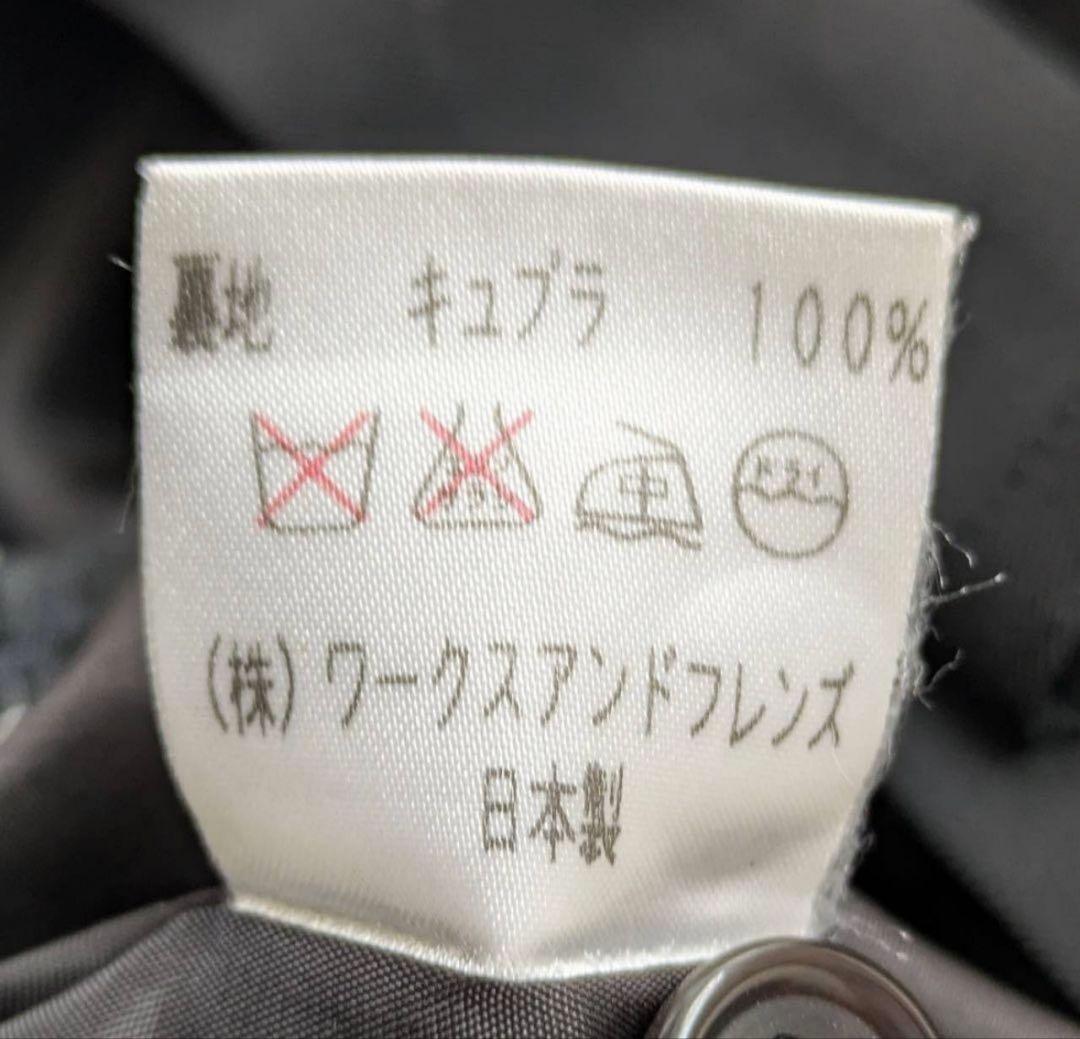 裏地 キュプラ 100%
中 ドライ
(株)ワークスアンドフレンズ
日本製